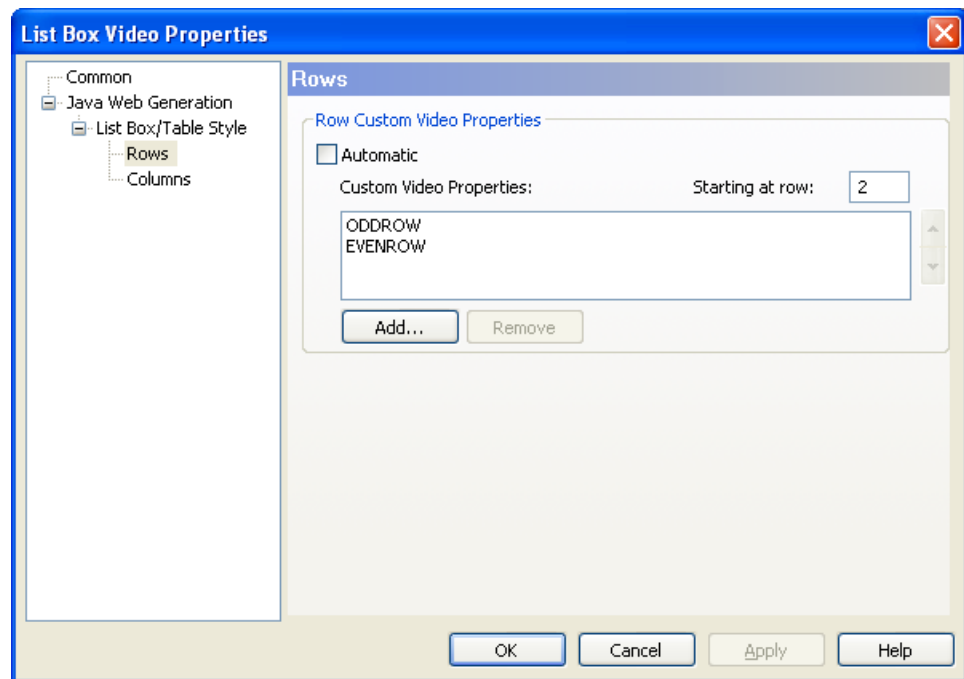 List Box Video Properties
Common
Java Web Generation
List Box/Table Style
Rows
Columns
Rows
Row Custom Video Properties
Automatic
Custom Video Properties:
Starting at row:
2
ODDROW
EVENROW
Add...
Remove
OK
Cancel
Apply
Help